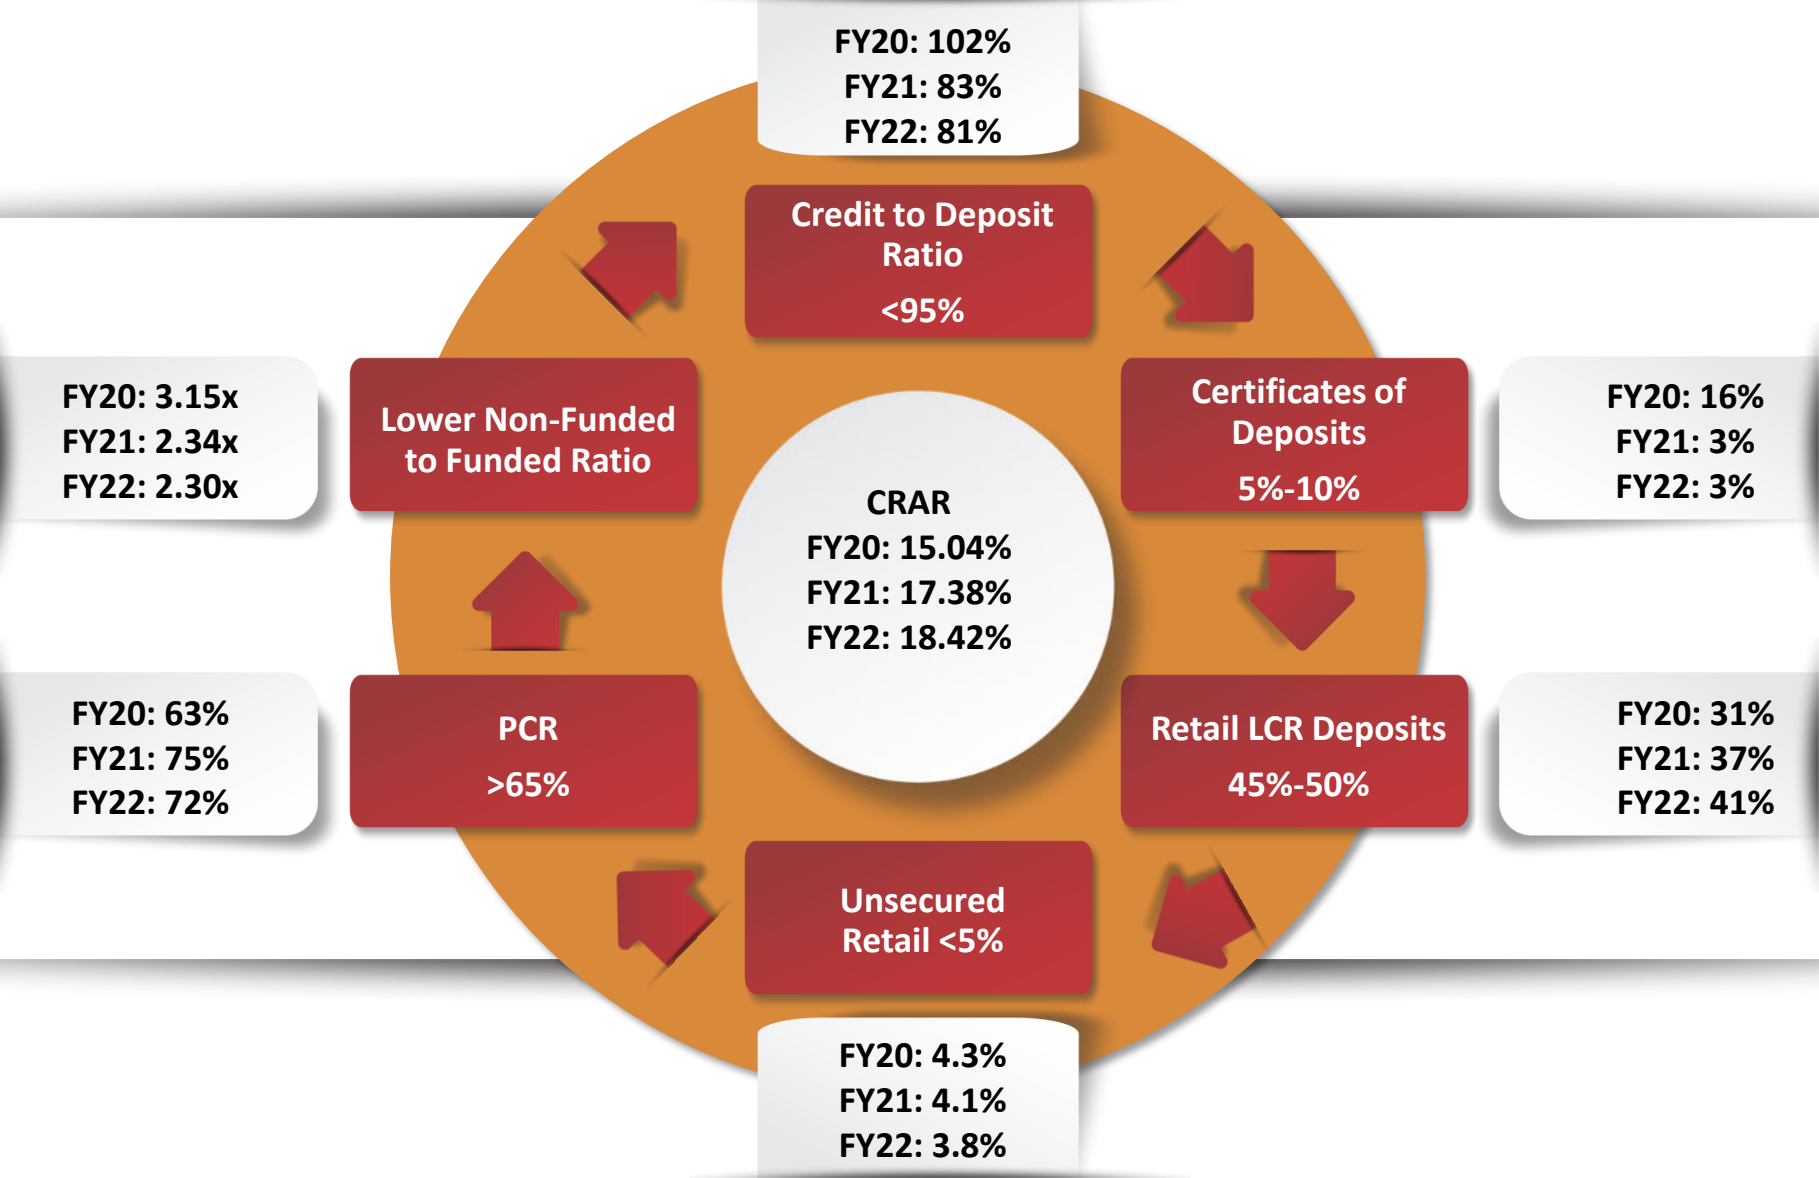 FY20: 102%
FY21: 83%
FY22: 81%
Credit to Deposit
Ratio
<95%
Certificates of
Deposits
5%-10%
FY20: 16%
FY21: 3%
FY22: 3%
Retail LCR Deposits
45%-50%
FY20: 31%
FY21: 37%
FY22: 41%
Unsecured
Retail <5%
FY20: 4.3%
FY21: 4.1%
FY22: 3.8%
PCR
>65%
FY20: 63%
FY21: 75%
FY22: 72%
Lower Non-Funded
to Funded Ratio
FY20: 3.15x
FY21: 2.34x
FY22: 2.30x
CRAR
FY20: 15.04%
FY21: 17.38%
FY22: 18.42%